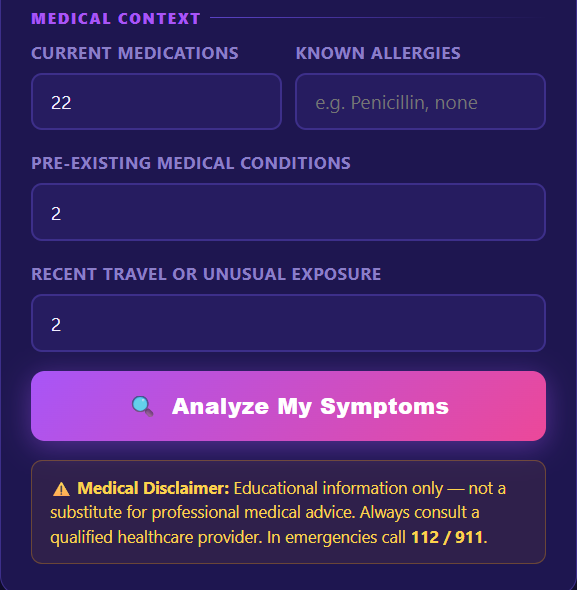 MEDICAL CONTEXT
CURRENT MEDICATIONS
KNOWN ALLERGIES
22
e.g. Penicillin, none
PRE-EXISTING MEDICAL CONDITIONS
2
RECENT TRAVEL OR UNUSUAL EXPOSURE
2
🔍 Analyze My Symptoms
⚠️ Medical Disclaimer: Educational information only — not a
substitute for professional medical advice. Always consult a
qualified healthcare provider. In emergencies call 112 / 911.